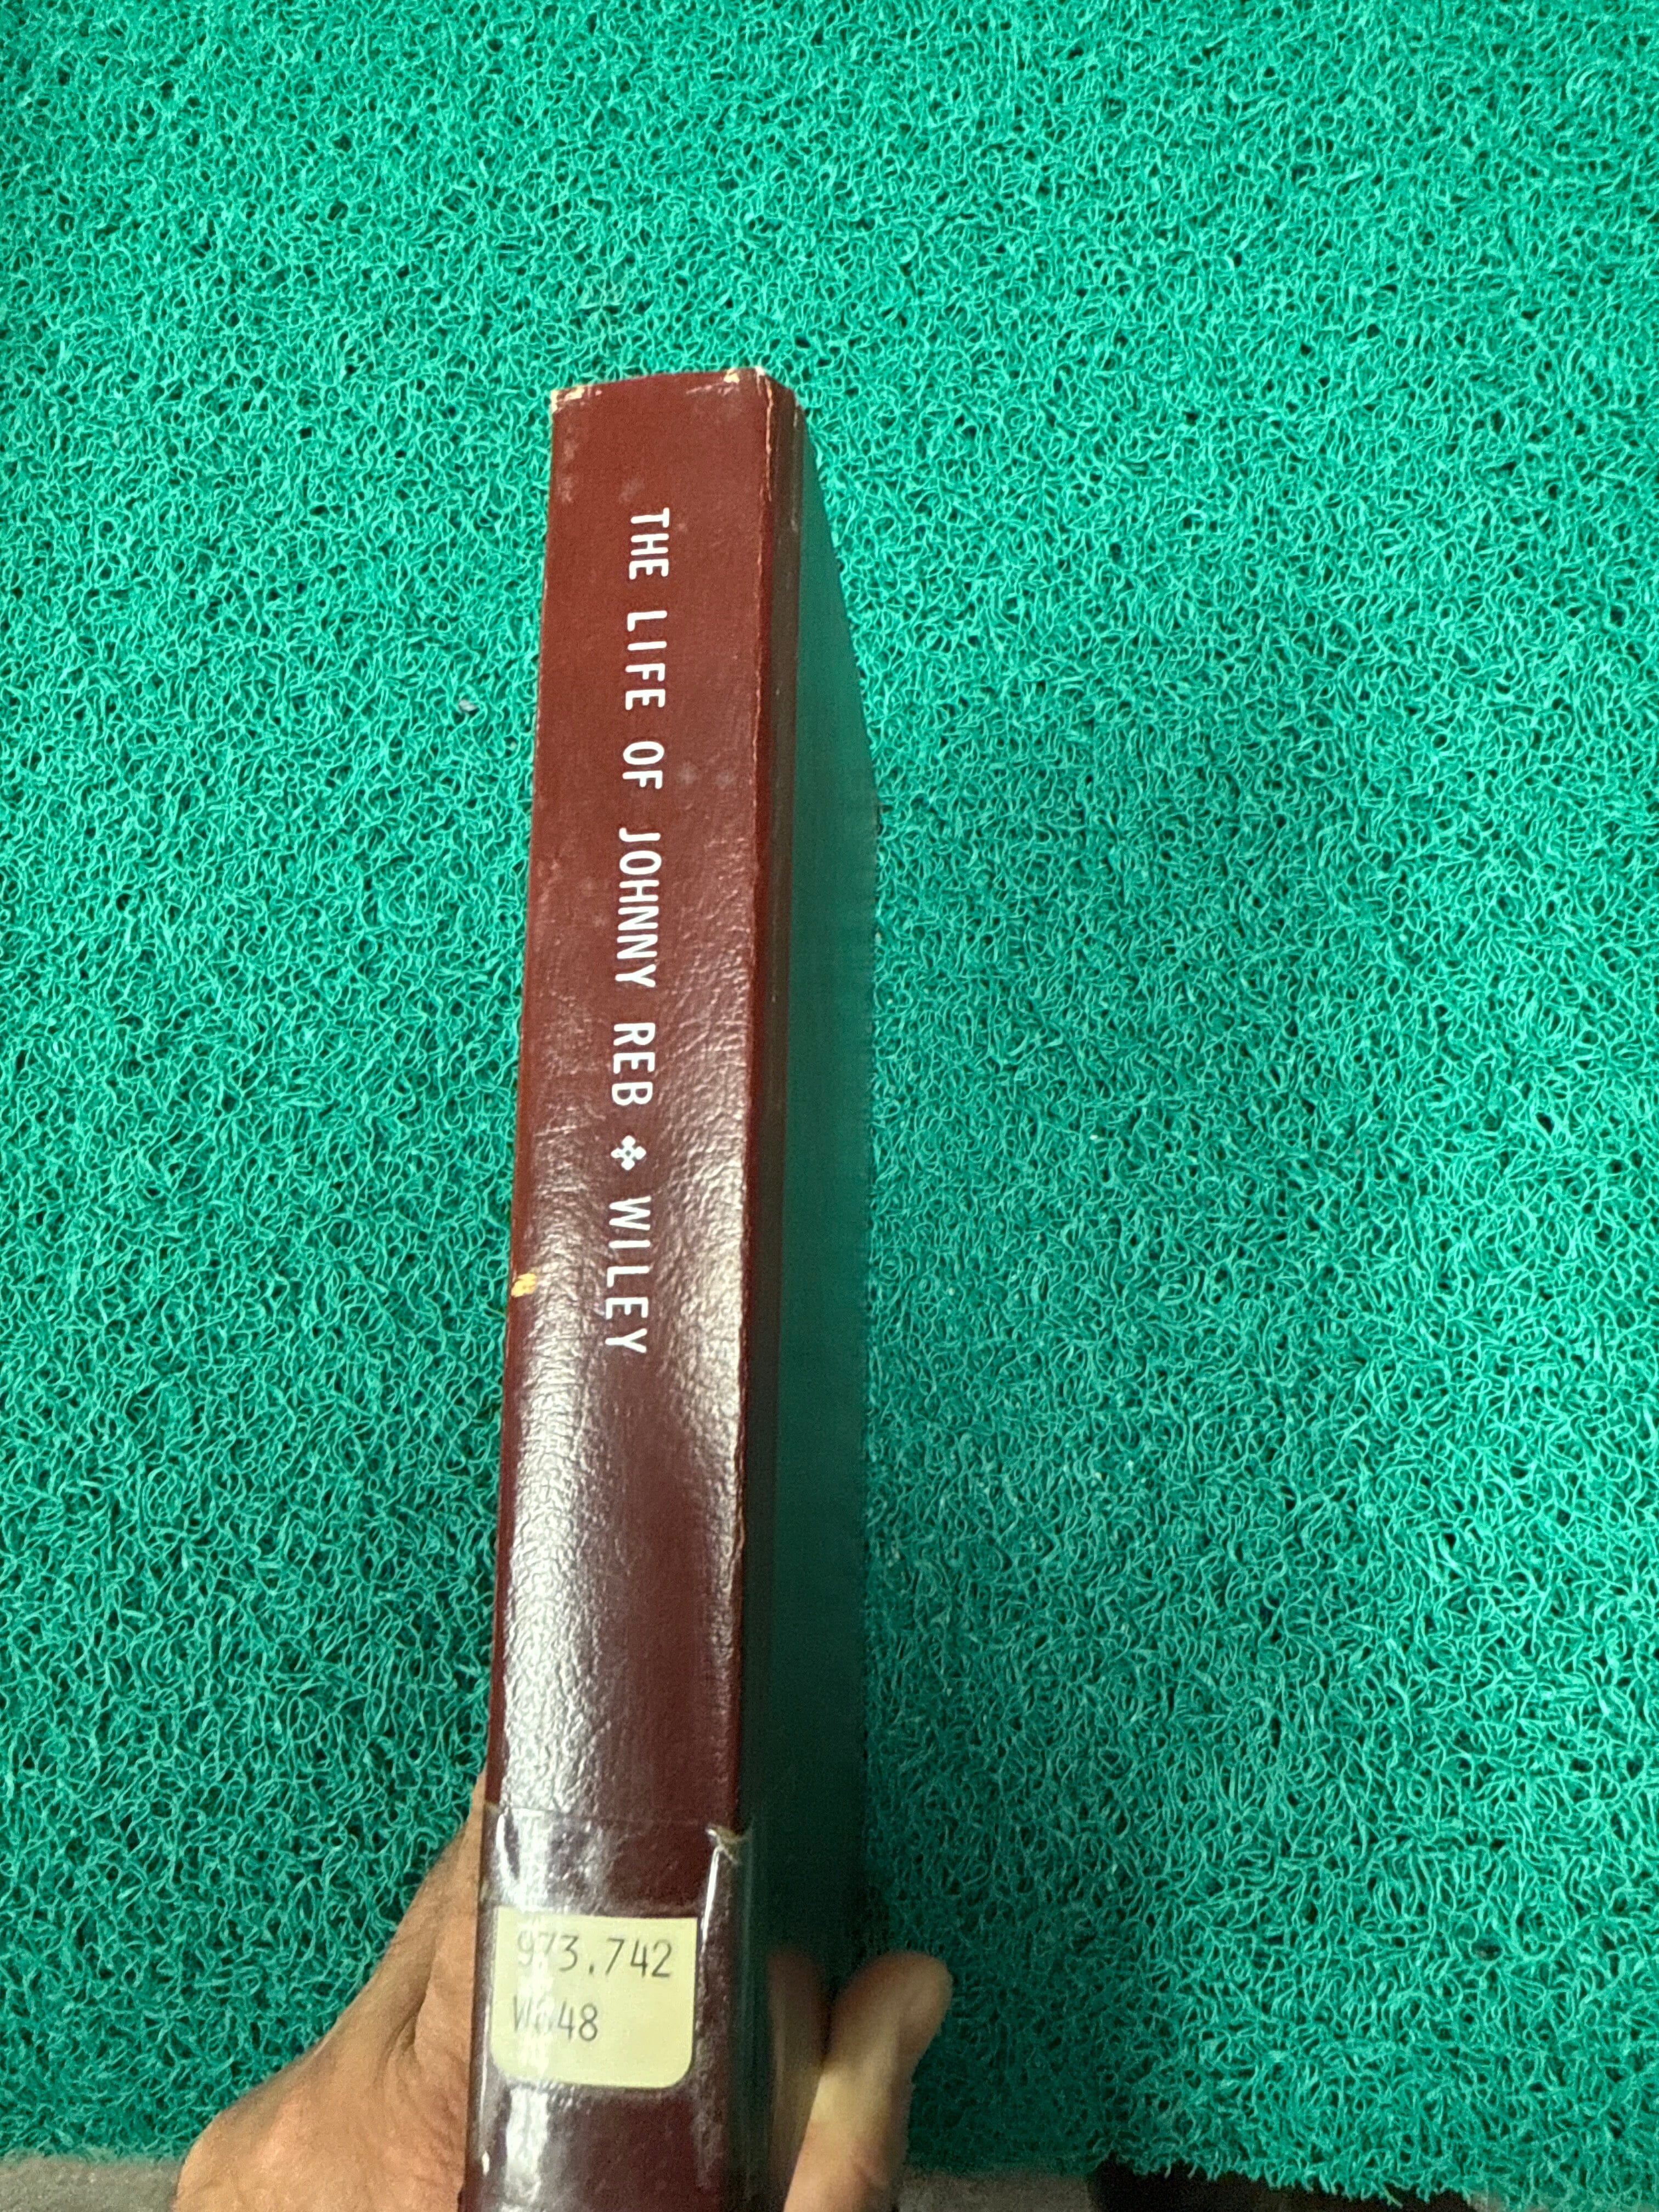 THE LIFE OF JOHNNY REB ❖ WILEY
973.742